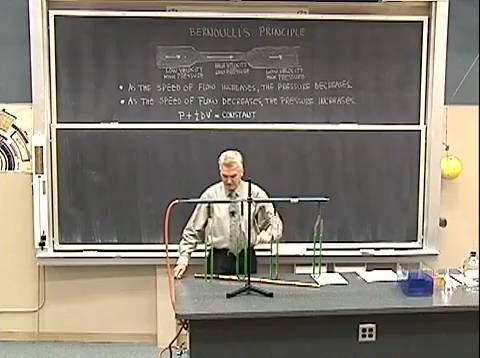 BERNOULLI'S PRINCIPLE
LOW VELOCITY
HIGH PRESSURE
HIGH VELOCITY
LOW PRESSURE
LOW VELOCITY
HIGH PRESSURE
• AS THE SPEED OF FLOW INCREASES, THE PRESSURE DECREASES.
• AS THE SPEED OF FLOW DECREASES, THE PRESSURE INCREASES.
P + ½DV² = CONSTANT